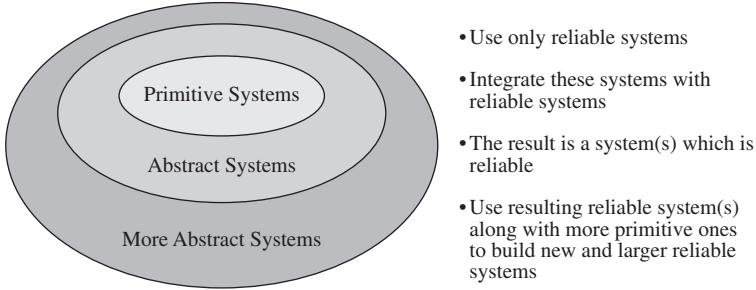 Primitive Systems
Abstract Systems
More Abstract Systems
• Use only reliable systems
• Integrate these systems with
reliable systems
• The result is a system(s) which is
reliable
• Use resulting reliable system(s)
along with more primitive ones
to build new and larger reliable
systems